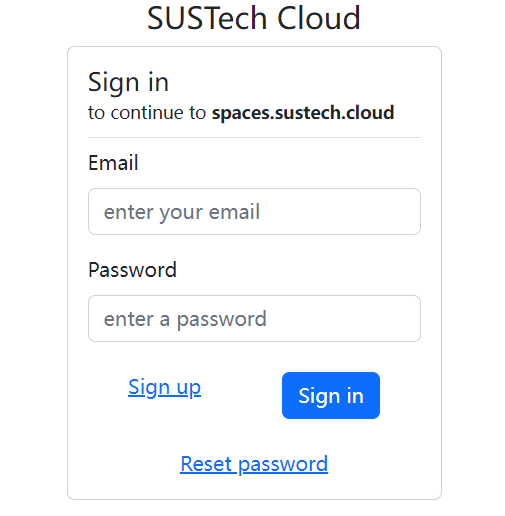 SUSTech Cloud
Sign in
to continue to spaces.sustech.cloud
Email
enter your email
Password
enter a password
Sign up
Sign in
Reset password